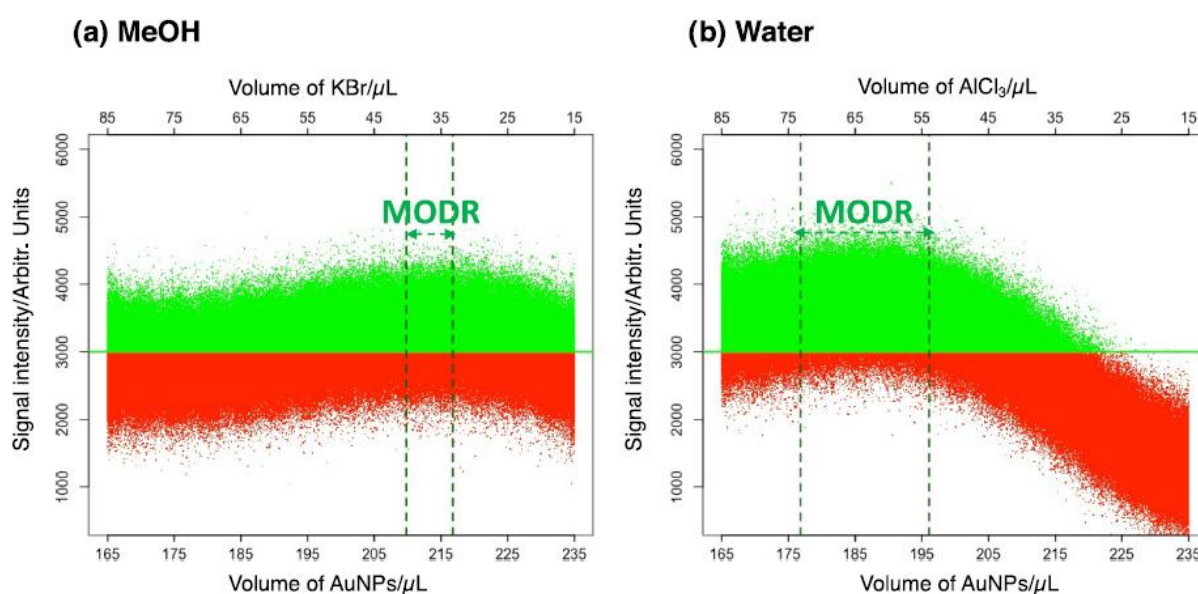 (a) MeOH
Volume of KBr/μL
85 75 65 55 45 35 25 15
Signal intensity/Arbitr. Units
6000
5000
4000
3000
2000
1000
MODR
165 175 185 195 205 215 225 235
Volume of AuNPs/μL
(b) Water
Volume of AlCl₃/μL
85 75 65 55 45 35 25 15
Signal intensity/Arbitr. Units
6000
5000
4000
3000
2000
1000
MODR
165 175 185 195 205 215 225 235
Volume of AuNPs/μL